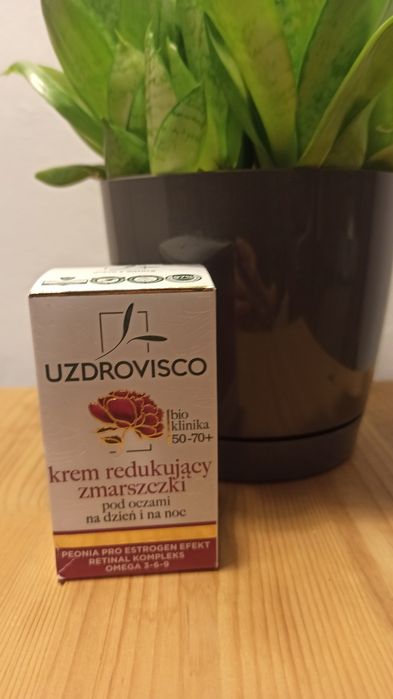 UZDROVISCO
bio
klinika
50-70+
krem redukujący
zmarszczki
pod oczami
na dzień i na noc
PEONIA PRO ESTROGEN EFEKT
RETINAL KOMPLEKS
OMEGA 3-6-9